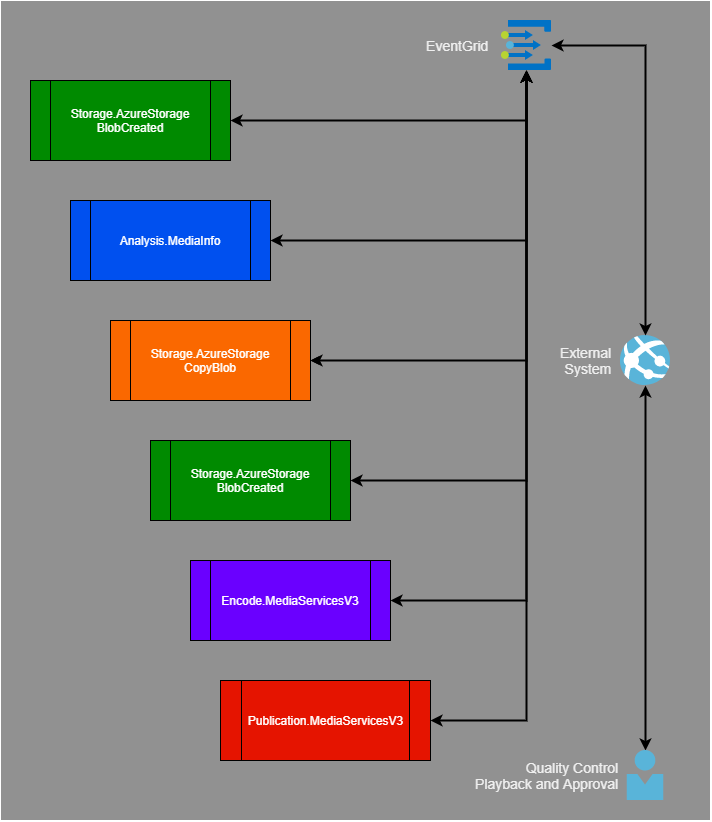 EventGrid
Storage.AzureStorage
BlobCreated
Analysis.MediaInfo
Storage.AzureStorage
CopyBlob
External
System
Storage.AzureStorage
BlobCreated
Encode.MediaServicesV3
Publication.MediaServicesV3
Quality Control
Playback and Approval